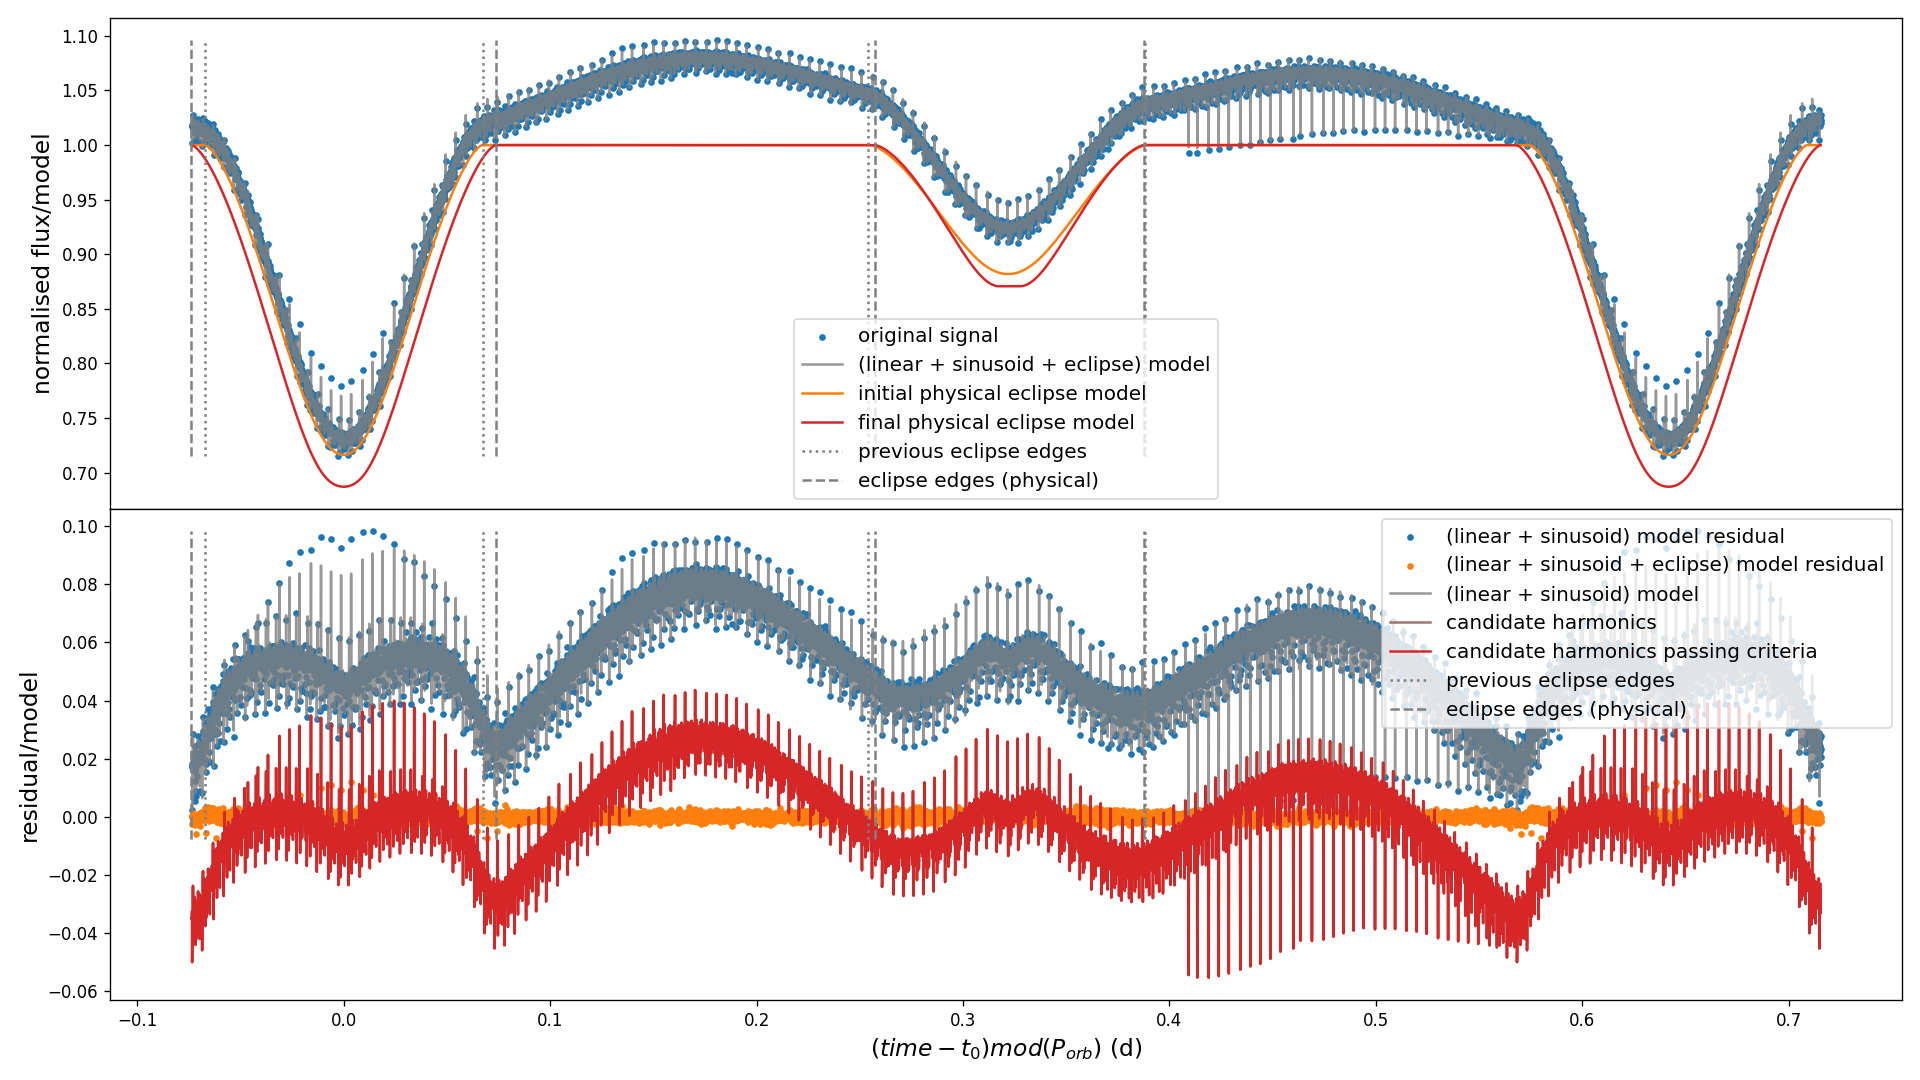 1.10
1.05
1.00
0.95
0.90
0.85
0.80
0.75
0.70
normalised flux/model
original signal
(linear + sinusoid + eclipse) model
initial physical eclipse model
final physical eclipse model
previous eclipse edges
eclipse edges (physical)
0.10
0.08
0.06
0.04
0.02
0.00
−0.02
−0.04
−0.06
residual/model
(linear + sinusoid) model residual
(linear + sinusoid + eclipse) model residual
(linear + sinusoid) model
candidate harmonics
candidate harmonics passing criteria
previous eclipse edges
eclipse edges (physical)
−0.1 0.0 0.1 0.2 0.3 0.4 0.5 0.6 0.7
(time − t₀)mod(Pₒᵣb) (d)